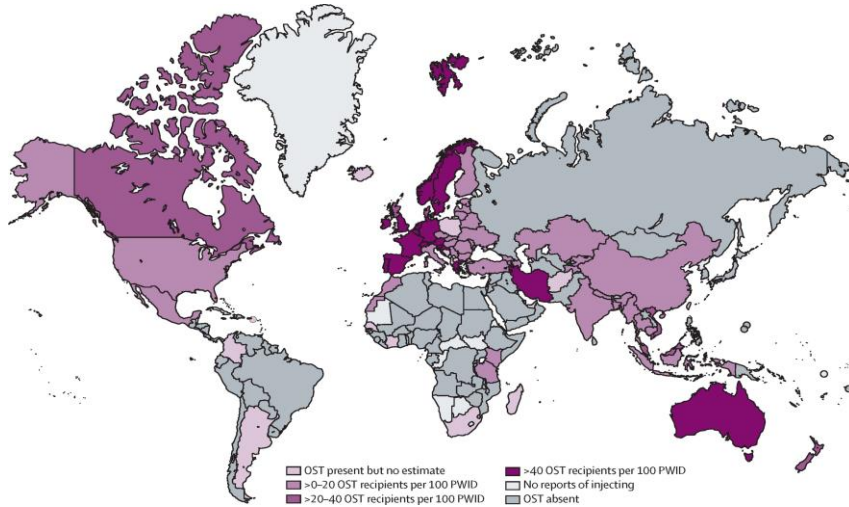 OST present but no estimate
>0–20 OST recipients per 100 PWID
>20–40 OST recipients per 100 PWID
>40 OST recipients per 100 PWID
No reports of injecting
OST absent